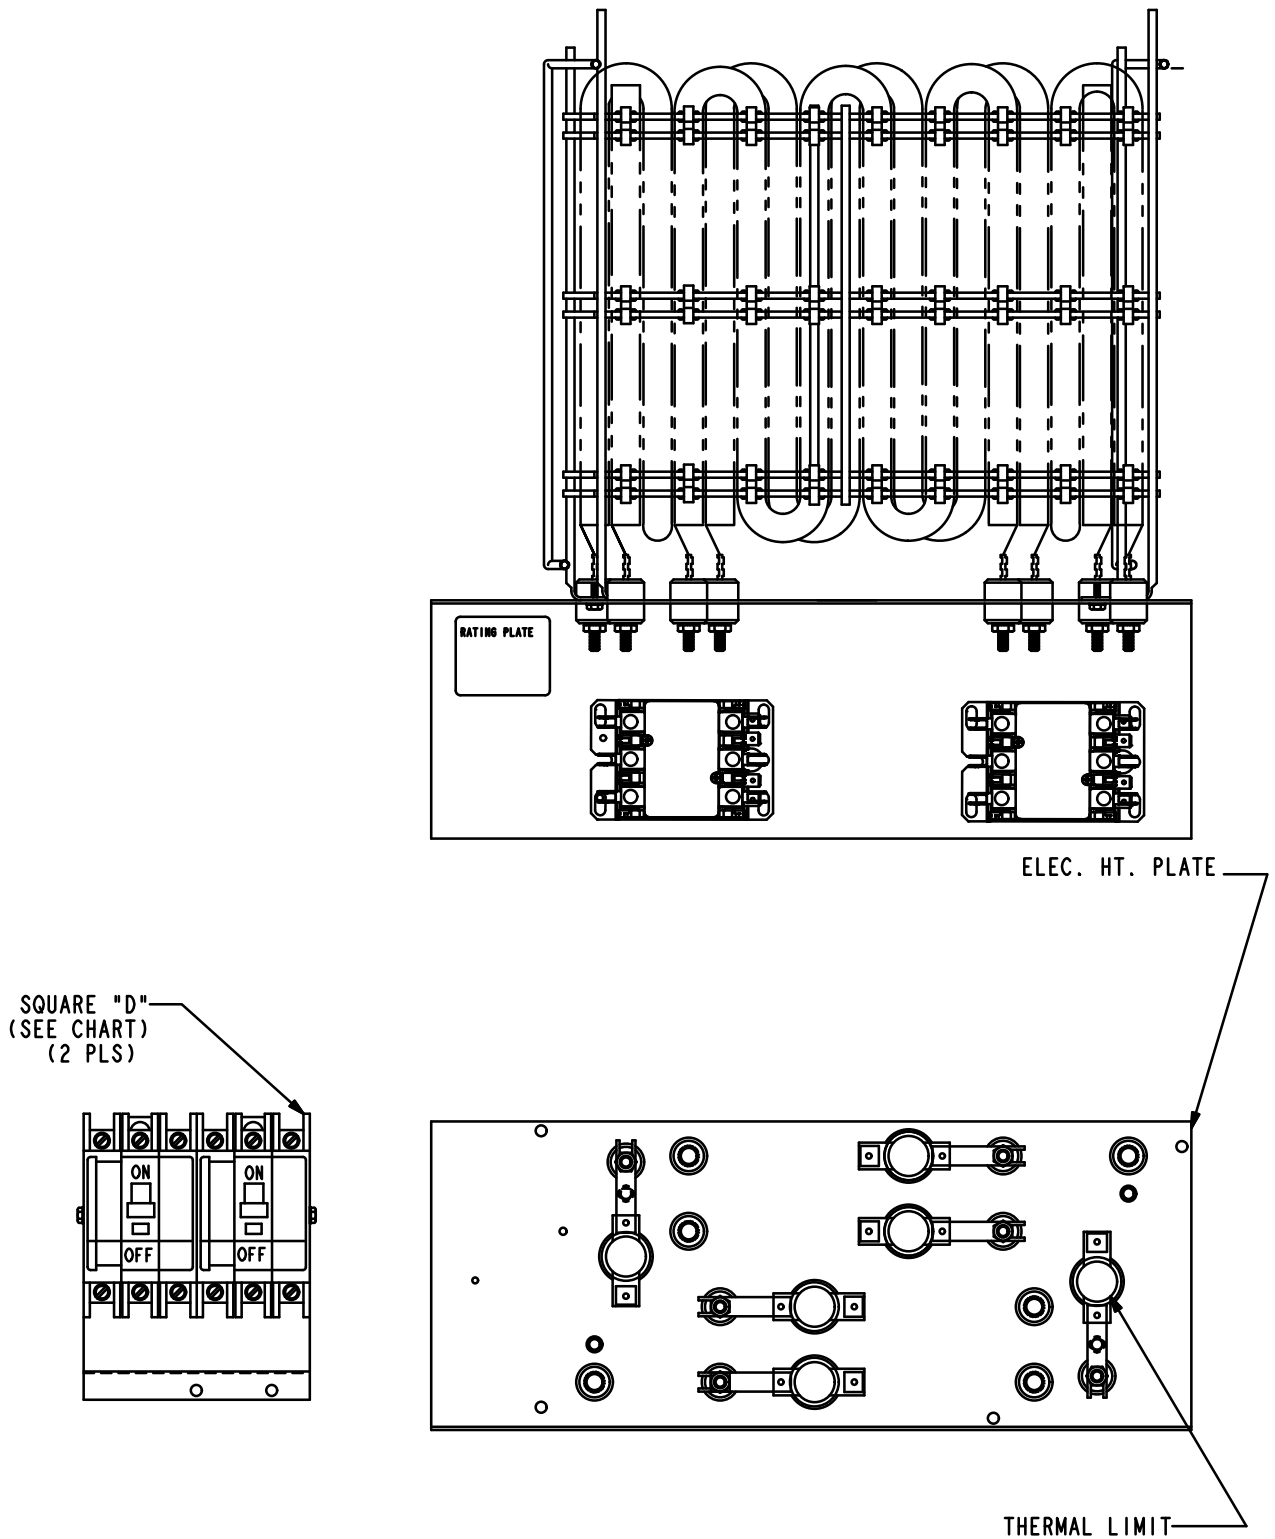 RATING PLATE
ELEC. HT. PLATE
SQUARE "D"
(SEE CHART)
(2 PLS)
ON
ON
OFF
OFF
THERMAL LIMIT